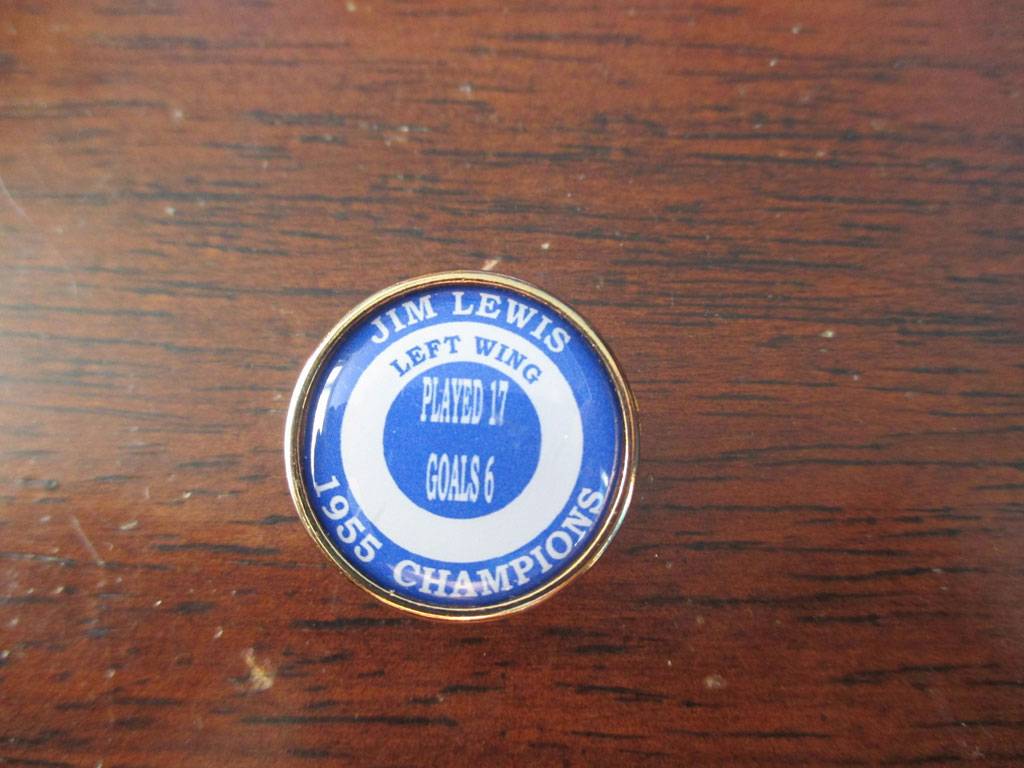 JIM LEWIS
LEFT WING
PLAYED 17
GOALS 6
1955 CHAMPIONS,